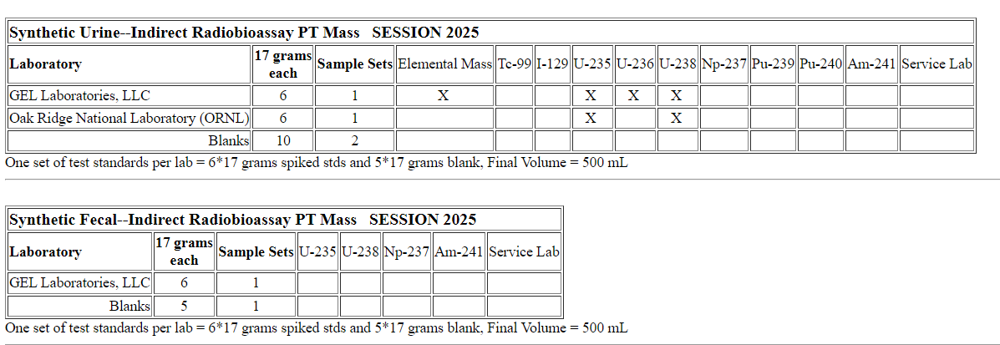 Synthetic Urine--Indirect Radiobioassay PT Mass   SESSION 2025
Laboratory 17 grams each Sample Sets Elemental Mass Tc-99 I-129 U-235 U-236 U-238 Np-237 Pu-239 Pu-240 Am-241 Service Lab
GEL Laboratories, LLC 6 1 X X X X
Oak Ridge National Laboratory (ORNL) 6 1 X X
Blanks 10 2
One set of test standards per lab = 6*17 grams spiked stds and 5*17 grams blank, Final Volume = 500 mL
Synthetic Fecal--Indirect Radiobioassay PT Mass   SESSION 2025
Laboratory 17 grams each Sample Sets U-235 U-238 Np-237 Am-241 Service Lab
GEL Laboratories, LLC 6 1
Blanks 5 1
One set of test standards per lab = 6*17 grams spiked stds and 5*17 grams blank, Final Volume = 500 mL